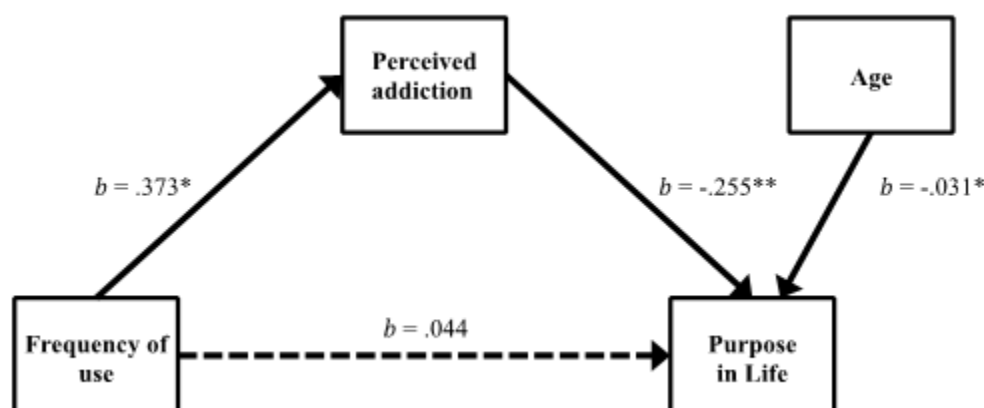 Perceived
addiction
Age
b = .373*
b = -.255**
b = -.031*
b = .044
Frequency of
use
Purpose
in Life